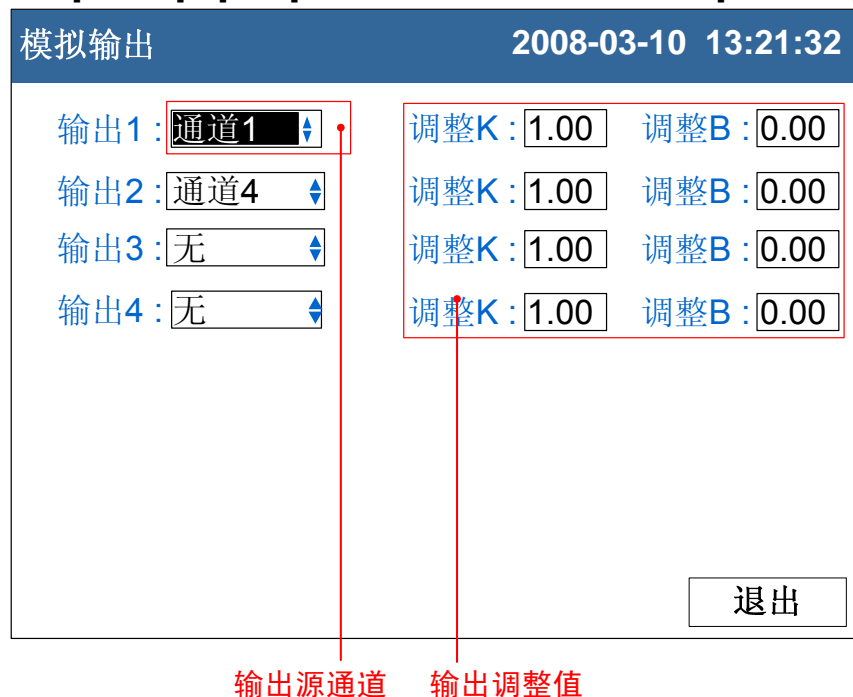 模拟输出 2008-03-10 13:21:32
输出1 : 通道1 调整K : 1.00 调整B : 0.00
输出2 : 通道4 调整K : 1.00 调整B : 0.00
输出3 : 无 调整K : 1.00 调整B : 0.00
输出4 : 无 调整K : 1.00 调整B : 0.00
退出
输出源通道 输出调整值